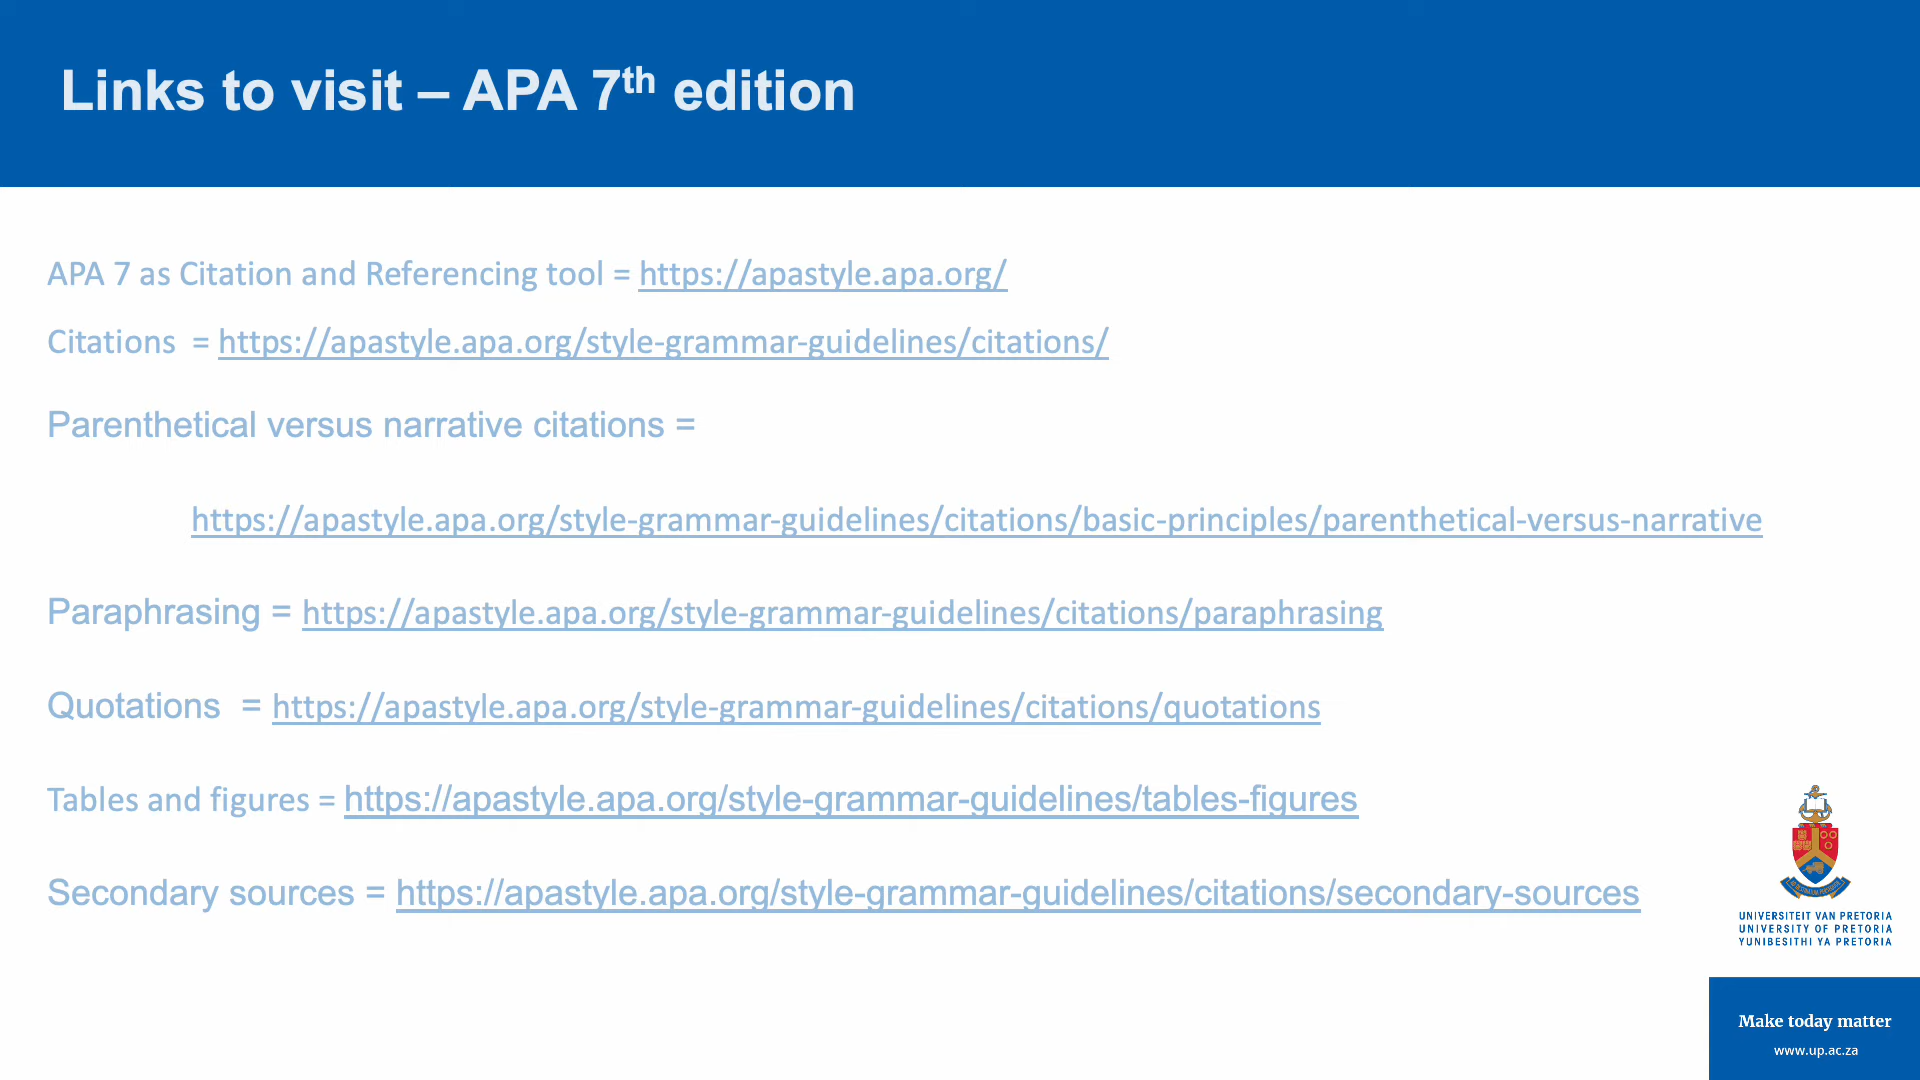 Links to visit – APA 7th edition
APA 7 as Citation and Referencing tool = https://apastyle.apa.org/
Citations = https://apastyle.apa.org/style-grammar-guidelines/citations/
Parenthetical versus narrative citations =
https://apastyle.apa.org/style-grammar-guidelines/citations/basic-principles/parenthetical-versus-narrative
Paraphrasing = https://apastyle.apa.org/style-grammar-guidelines/citations/paraphrasing
Quotations = https://apastyle.apa.org/style-grammar-guidelines/citations/quotations
Tables and figures = https://apastyle.apa.org/style-grammar-guidelines/tables-figures
Secondary sources = https://apastyle.apa.org/style-grammar-guidelines/citations/secondary-sources
UNIVERSITEIT VAN PRETORIA
UNIVERSITY OF PRETORIA
YUNIBESITHI YA PRETORIA
Make today matter
www.up.ac.za